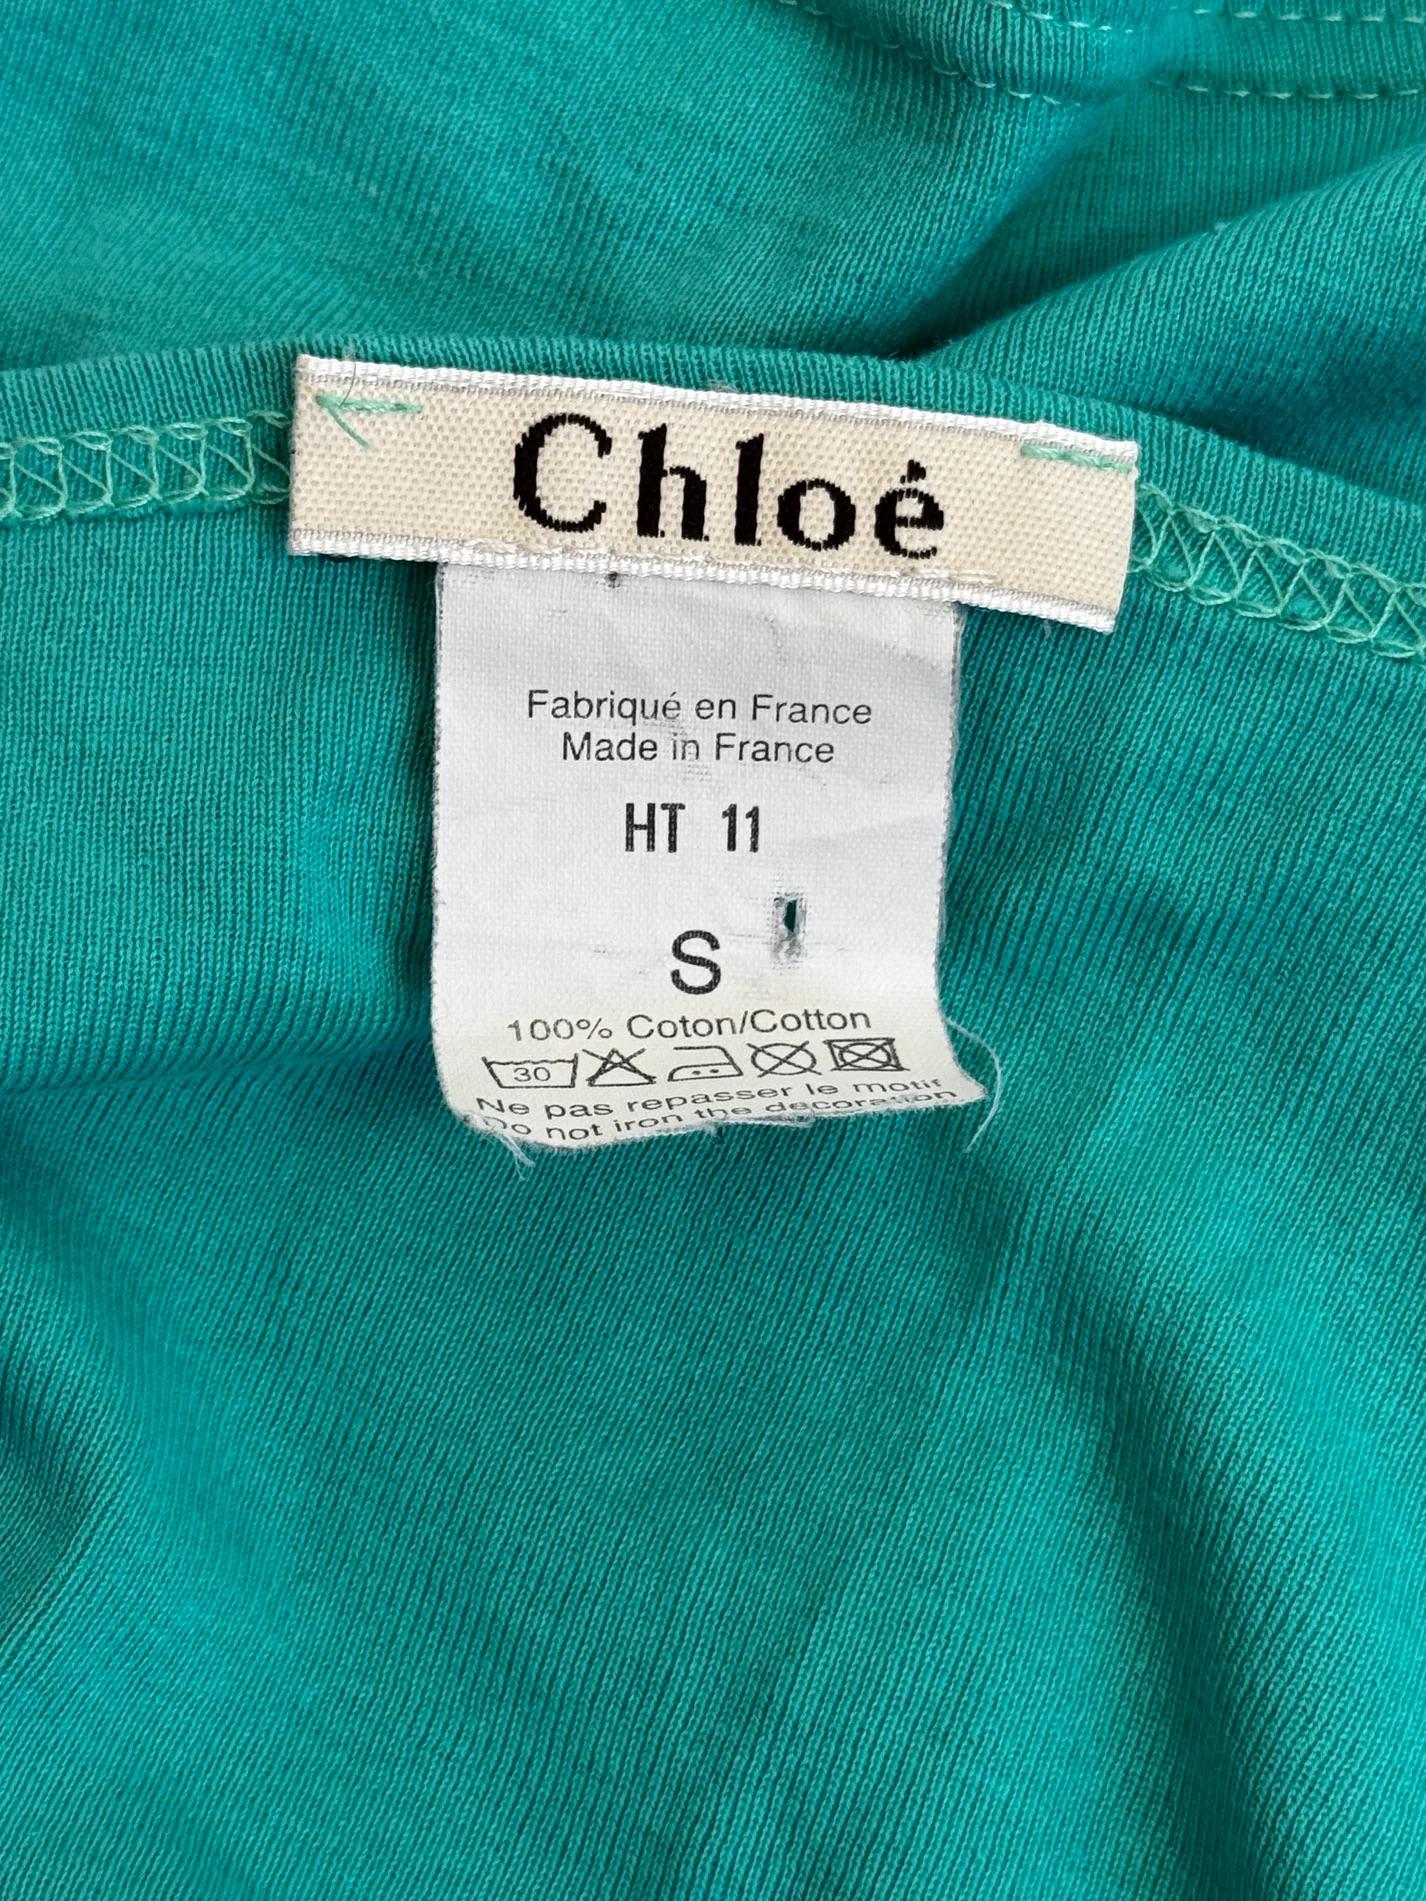 Chloé
Fabriqué en France
Made in France
HT 11
S
100% Coton/Cotton
30
Ne pas repasser le motif
Do not iron the decoration